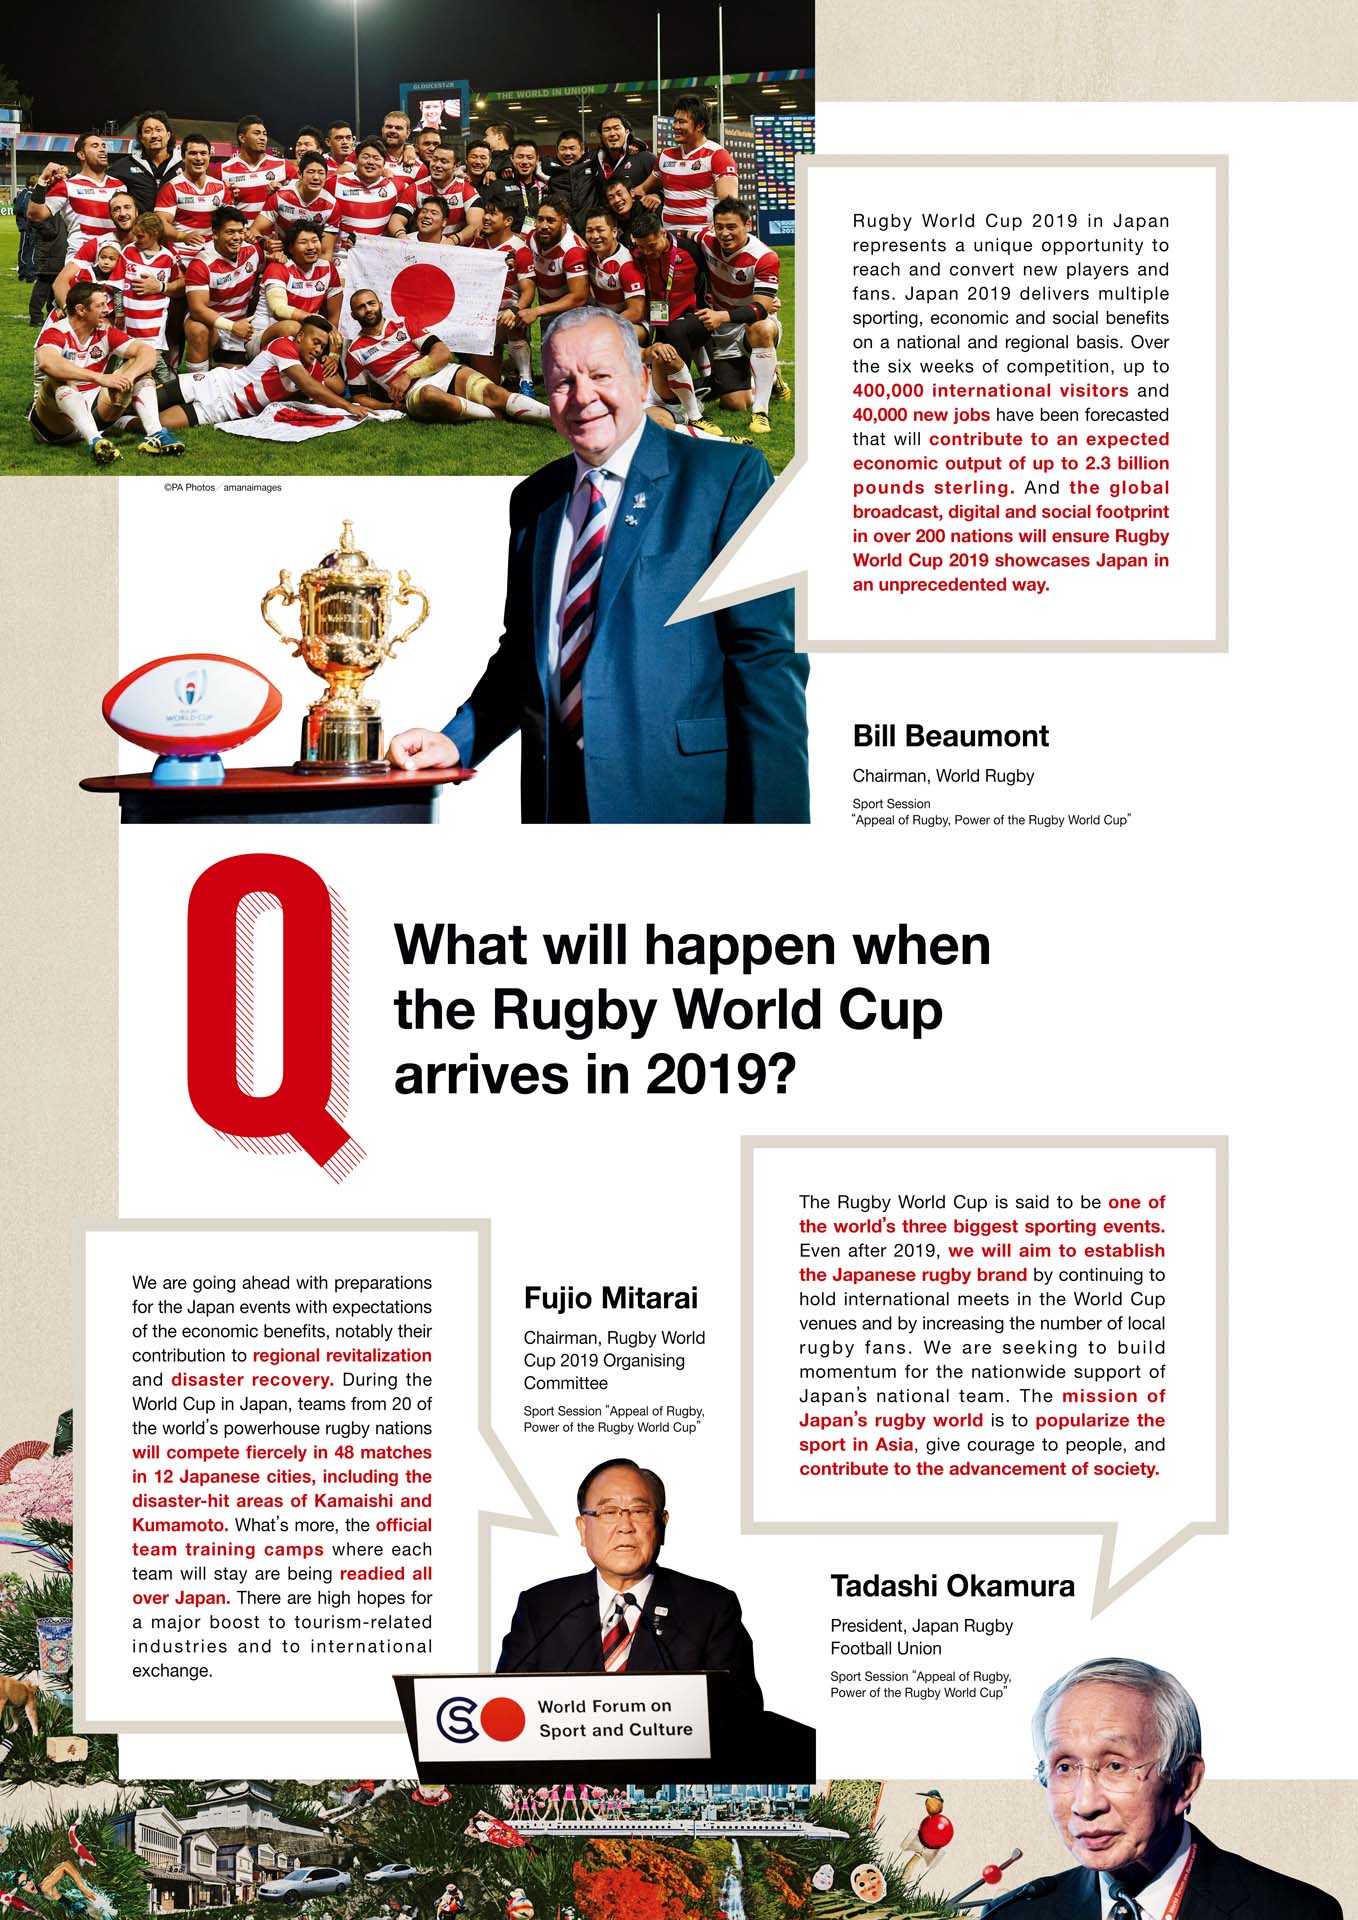 GLOUCESTER
THE WORLD IN UNION
Rugby World Cup 2019 in Japan
represents a unique opportunity to
reach and convert new players and
fans. Japan 2019 delivers multiple
sporting, economic and social benefits
on a national and regional basis. Over
the six weeks of competition, up to
400,000 international visitors and
40,000 new jobs have been forecasted
that will contribute to an expected
economic output of up to 2.3 billion
pounds sterling. And the global
broadcast, digital and social footprint
in over 200 nations will ensure Rugby
World Cup 2019 showcases Japan in
an unprecedented way.
©PA Photos／amanaimages
RUGBY
WORLD CUP
Bill Beaumont
Chairman, World Rugby
Sport Session
“Appeal of Rugby, Power of the Rugby World Cup”
Q
What will happen when
the Rugby World Cup
arrives in 2019?
We are going ahead with preparations
for the Japan events with expectations
of the economic benefits, notably their
contribution to regional revitalization
and disaster recovery. During the
World Cup in Japan, teams from 20 of
the world’s powerhouse rugby nations
will compete fiercely in 48 matches
in 12 Japanese cities, including the
disaster-hit areas of Kamaishi and
Kumamoto. What’s more, the official
team training camps where each
team will stay are being readied all
over Japan. There are high hopes for
a major boost to tourism-related
industries and to international
exchange.
Fujio Mitarai
Chairman, Rugby World
Cup 2019 Organising
Committee
Sport Session “Appeal of Rugby,
Power of the Rugby World Cup”
World Forum on
Sport and Culture
The Rugby World Cup is said to be one of
the world’s three biggest sporting events.
Even after 2019, we will aim to establish
the Japanese rugby brand by continuing to
hold international meets in the World Cup
venues and by increasing the number of local
rugby fans. We are seeking to build
momentum for the nationwide support of
Japan’s national team. The mission of
Japan’s rugby world is to popularize the
sport in Asia, give courage to people, and
contribute to the advancement of society.
Tadashi Okamura
President, Japan Rugby
Football Union
Sport Session “Appeal of Rugby,
Power of the Rugby World Cup”